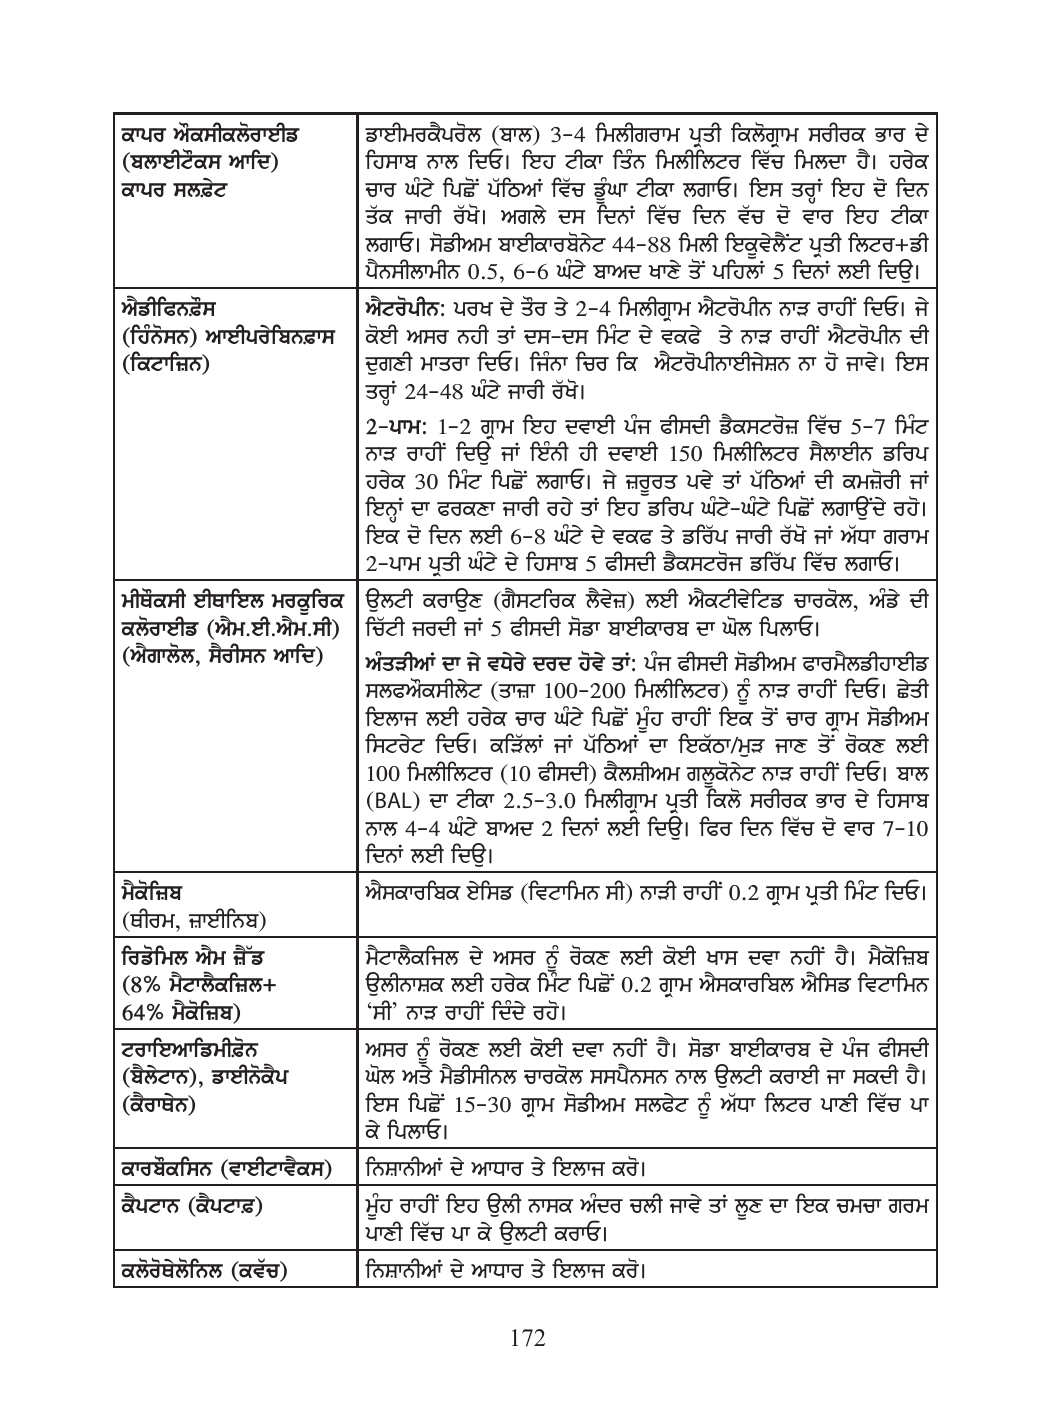 ਕਾਪਰ ਔਕਸੀਕਲੋਰਾਈਡ
(ਬਲਾਈਟੌਕਸ ਆਦਿ)
ਕਾਪਰ ਸਲਫ਼ੇਟ
ਡਾਈਮਰਕੈਪਰੋਲ (ਬਾਲ) 3-4 ਮਿਲੀਗਰਾਮ ਪ੍ਰਤੀ ਕਿਲੋਗ੍ਰਾਮ ਸਰੀਰਕ ਭਾਰ ਦੇ
ਹਿਸਾਬ ਨਾਲ ਦਿਓ। ਇਹ ਟੀਕਾ ਤਿੰਨ ਮਿਲੀਲਿਟਰ ਵਿੱਚ ਮਿਲਦਾ ਹੈ। ਹਰੇਕ
ਚਾਰ ਘੰਟੇ ਪਿਛੋਂ ਪੱਠਿਆਂ ਵਿੱਚ ਡੂੰਘਾ ਟੀਕਾ ਲਗਾਓ। ਇਸ ਤਰ੍ਹਾਂ ਇਹ ਦੋ ਦਿਨ
ਤੱਕ ਜਾਰੀ ਰੱਖੋ। ਅਗਲੇ ਦਸ ਦਿਨਾਂ ਵਿੱਚ ਦਿਨ ਵੱਚ ਦੋ ਵਾਰ ਇਹ ਟੀਕਾ
ਲਗਾਓ। ਸੋਡੀਅਮ ਬਾਈਕਾਰਬੋਨੇਟ 44-88 ਮਿਲੀ ਇਕੂਵੇਲੈਂਟ ਪ੍ਰਤੀ ਲਿਟਰ+ਡੀ
ਪੈਨਸੀਲਾਮੀਨ 0.5, 6-6 ਘੰਟੇ ਬਾਅਦ ਖਾਣੇ ਤੋਂ ਪਹਿਲਾਂ 5 ਦਿਨਾਂ ਲਈ ਦਿਉ।
ਐਡੀਫਿਨਫ਼ੌਸ
(ਹਿੰਨੋਸਨ) ਆਈਪਰੇਬਿਨਫ਼ਾਸ
(ਕਿਟਾਜ਼ਿਨ)
ਐਟਰੋਪੀਨ: ਪਰਖ ਦੇ ਤੌਰ ਤੇ 2-4 ਮਿਲੀਗ੍ਰਾਮ ਐਟਰੋਪੀਨ ਨਾੜ ਰਾਹੀਂ ਦਿਓ। ਜੇ
ਕੋਈ ਅਸਰ ਨਹੀ ਤਾਂ ਦਸ-ਦਸ ਮਿੰਟ ਦੇ ਵਕਫੇ ਤੇ ਨਾੜ ਰਾਹੀਂ ਐਟਰੋਪੀਨ ਦੀ
ਦੁਗਣੀ ਮਾਤਰਾ ਦਿਓ। ਜਿੰਨਾ ਚਿਰ ਕਿ ਐਟਰੋਪੀਨਾਈਜੇਸ਼ਨ ਨਾ ਹੋ ਜਾਵੇ। ਇਸ
ਤਰ੍ਹਾਂ 24-48 ਘੰਟੇ ਜਾਰੀ ਰੱਖੋ।
2-ਪਾਮ: 1-2 ਗ੍ਰਾਮ ਇਹ ਦਵਾਈ ਪੰਜ ਫੀਸਦੀ ਡੈਕਸਟਰੋਜ਼ ਵਿੱਚ 5-7 ਮਿੰਟ
ਨਾੜ ਰਾਹੀਂ ਦਿਉ ਜਾਂ ਇੰਨੀ ਹੀ ਦਵਾਈ 150 ਮਿਲੀਲਿਟਰ ਸੈਲਾਈਨ ਡਰਿਪ
ਹਰੇਕ 30 ਮਿੰਟ ਪਿਛੋਂ ਲਗਾਓ। ਜੇ ਜ਼ਰੂਰਤ ਪਵੇ ਤਾਂ ਪੱਠਿਆਂ ਦੀ ਕਮਜ਼ੋਰੀ ਜਾਂ
ਇਨ੍ਹਾਂ ਦਾ ਫਰਕਣਾ ਜਾਰੀ ਰਹੇ ਤਾਂ ਇਹ ਡਰਿਪ ਘੰਟੇ-ਘੰਟੇ ਪਿਛੋਂ ਲਗਾਉਂਦੇ ਰਹੋ।
ਇਕ ਦੋ ਦਿਨ ਲਈ 6-8 ਘੰਟੇ ਦੇ ਵਕਫ ਤੇ ਡਰਿੱਪ ਜਾਰੀ ਰੱਖੋ ਜਾਂ ਅੱਧਾ ਗਰਾਮ
2-ਪਾਮ ਪ੍ਰਤੀ ਘੰਟੇ ਦੇ ਹਿਸਾਬ 5 ਫੀਸਦੀ ਡੈਕਸਟਰੋਜ ਡਰਿੱਪ ਵਿੱਚ ਲਗਾਓ।
ਮੀਥੌਕਸੀ ਈਥਾਇਲ ਮਰਕੂਰਿਕ
ਕਲੋਰਾਈਡ (ਐਮ.ਈ.ਐਮ.ਸੀ)
(ਐਗਾਲੋਲ, ਸੈਰੀਸਨ ਆਦਿ)
ਉਲਟੀ ਕਰਾਉਣ (ਗੈਸਟਰਿਕ ਲੈਵੇਜ਼) ਲਈ ਐਕਟੀਵੇਟਿਡ ਚਾਰਕੋਲ, ਅੰਡੇ ਦੀ
ਚਿੱਟੀ ਜਰਦੀ ਜਾਂ 5 ਫੀਸਦੀ ਸੋਡਾ ਬਾਈਕਾਰਬ ਦਾ ਘੋਲ ਪਿਲਾਓ।
ਅੰਤੜੀਆਂ ਦਾ ਜੇ ਵਧੇਰੇ ਦਰਦ ਹੋਵੇ ਤਾਂ: ਪੰਜ ਫੀਸਦੀ ਸੋਡੀਅਮ ਫਾਰਮੈਲਡੀਹਾਈਡ
ਸਲਫਔਕਸੀਲੇਟ (ਤਾਜ਼ਾ 100-200 ਮਿਲੀਲਿਟਰ) ਨੂੰ ਨਾੜ ਰਾਹੀਂ ਦਿਓ। ਛੇਤੀ
ਇਲਾਜ ਲਈ ਹਰੇਕ ਚਾਰ ਘੰਟੇ ਪਿਛੋਂ ਮੂੰਹ ਰਾਹੀਂ ਇਕ ਤੋਂ ਚਾਰ ਗ੍ਰਾਮ ਸੋਡੀਅਮ
ਸਿਟਰੇਟ ਦਿਓ। ਕੜਿੱਲਾਂ ਜਾਂ ਪੱਠਿਆਂ ਦਾ ਇਕੱਠਾ/ਮੁੜ ਜਾਣ ਤੋਂ ਰੋਕਣ ਲਈ
100 ਮਿਲੀਲਿਟਰ (10 ਫੀਸਦੀ) ਕੈਲਸ਼ੀਅਮ ਗਲੂਕੋਨੇਟ ਨਾੜ ਰਾਹੀਂ ਦਿਓ। ਬਾਲ
(BAL) ਦਾ ਟੀਕਾ 2.5-3.0 ਮਿਲੀਗ੍ਰਾਮ ਪ੍ਰਤੀ ਕਿਲੋ ਸਰੀਰਕ ਭਾਰ ਦੇ ਹਿਸਾਬ
ਨਾਲ 4-4 ਘੰਟੇ ਬਾਅਦ 2 ਦਿਨਾਂ ਲਈ ਦਿਉ। ਫਿਰ ਦਿਨ ਵਿੱਚ ਦੋ ਵਾਰ 7-10
ਦਿਨਾਂ ਲਈ ਦਿਉ।
ਮੈਕੋਜ਼ਿਬ
(ਥੀਰਮ, ਜ਼ਾਈਨਿਬ)
ਐਸਕਾਰਬਿਕ ਏਸਿਡ (ਵਿਟਾਮਿਨ ਸੀ) ਨਾੜੀ ਰਾਹੀਂ 0.2 ਗ੍ਰਾਮ ਪ੍ਰਤੀ ਮਿੰਟ ਦਿਓ।
ਰਿਡੋਮਿਲ ਐਮ ਜ਼ੈੱਡ
(8% ਮੈਟਾਲੈਕਜ਼ਿਲ+
64% ਮੈਕੋਜ਼ਿਬ)
ਮੈਟਾਲੈਕਜਿਲ ਦੇ ਅਸਰ ਨੂੰ ਰੋਕਣ ਲਈ ਕੋਈ ਖਾਸ ਦਵਾ ਨਹੀਂ ਹੈ। ਮੈਕੋਜ਼ਿਬ
ਉਲੀਨਾਸ਼ਕ ਲਈ ਹਰੇਕ ਮਿੰਟ ਪਿਛੋਂ 0.2 ਗ੍ਰਾਮ ਐਸਕਾਰਬਿਲ ਐਸਿਡ ਵਿਟਾਮਿਨ
‘ਸੀ’ ਨਾੜ ਰਾਹੀਂ ਦਿੰਦੇ ਰਹੋ।
ਟਰਾਇਆਡਿਮੀਫ਼ੋਨ
(ਬੈਲੇਟਾਨ), ਡਾਈਨੋਕੈਪ
(ਕੈਰਾਥੇਨ)
ਅਸਰ ਨੂੰ ਰੋਕਣ ਲਈ ਕੋਈ ਦਵਾ ਨਹੀਂ ਹੈ। ਸੋਡਾ ਬਾਈਕਾਰਬ ਦੇ ਪੰਜ ਫੀਸਦੀ
ਘੋਲ ਅਤੇ ਮੈਡੀਸੀਨਲ ਚਾਰਕੋਲ ਸਸਪੈਨਸਨ ਨਾਲ ਉਲਟੀ ਕਰਾਈ ਜਾ ਸਕਦੀ ਹੈ।
ਇਸ ਪਿਛੋਂ 15-30 ਗ੍ਰਾਮ ਸੋਡੀਅਮ ਸਲਫੇਟ ਨੂੰ ਅੱਧਾ ਲਿਟਰ ਪਾਣੀ ਵਿੱਚ ਪਾ
ਕੇ ਪਿਲਾਓ।
ਕਾਰਬੌਕਸਿਨ (ਵਾਈਟਾਵੈਕਸ)
ਨਿਸ਼ਾਨੀਆਂ ਦੇ ਆਧਾਰ ਤੇ ਇਲਾਜ ਕਰੋ।
ਕੈਪਟਾਨ (ਕੈਪਟਾਫ਼)
ਮੂੰਹ ਰਾਹੀਂ ਇਹ ਉਲੀ ਨਾਸਕ ਅੰਦਰ ਚਲੀ ਜਾਵੇ ਤਾਂ ਲੂਣ ਦਾ ਇਕ ਚਮਚਾ ਗਰਮ
ਪਾਣੀ ਵਿੱਚ ਪਾ ਕੇ ਉਲਟੀ ਕਰਾਓ।
ਕਲੋਰੋਥੇਲੋਨਿਲ (ਕਵੱਚ)
ਨਿਸ਼ਾਨੀਆਂ ਦੇ ਆਧਾਰ ਤੇ ਇਲਾਜ ਕਰੋ।
172